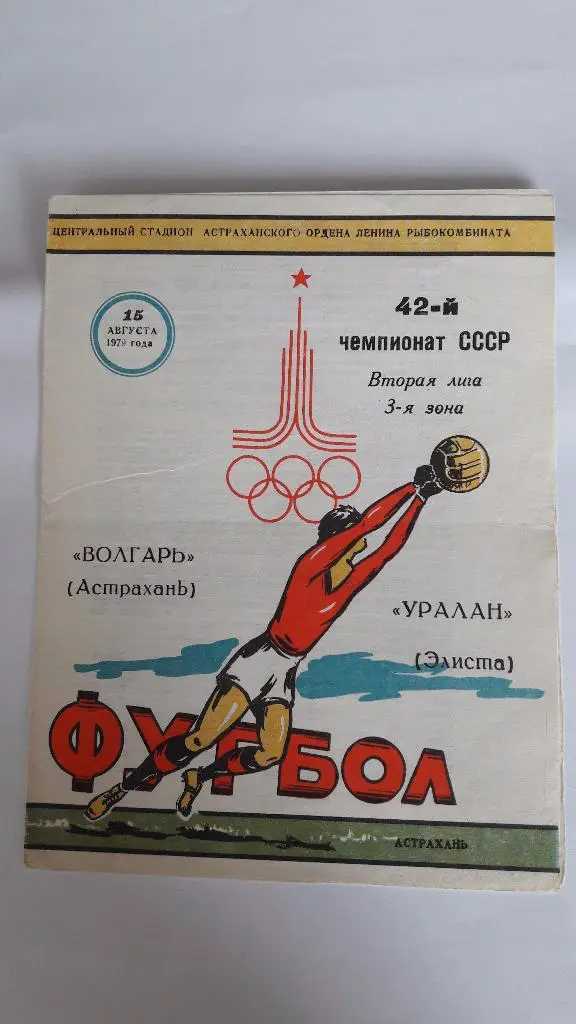 ЦЕНТРАЛЬНЫЙ СТАДИОН АСТРАХАНСКОГО ОРДЕНА ЛЕНИНА РЫБОКОМБИНАТА
15
АВГУСТА
1979 года
42-й
чемпионат СССР
Вторая лига
3-я зона
«ВОЛГАРЬ»
(Астрахань)
«УРАЛАН»
(Элиста)
ФУТБОЛ
АСТРАХАНЬ